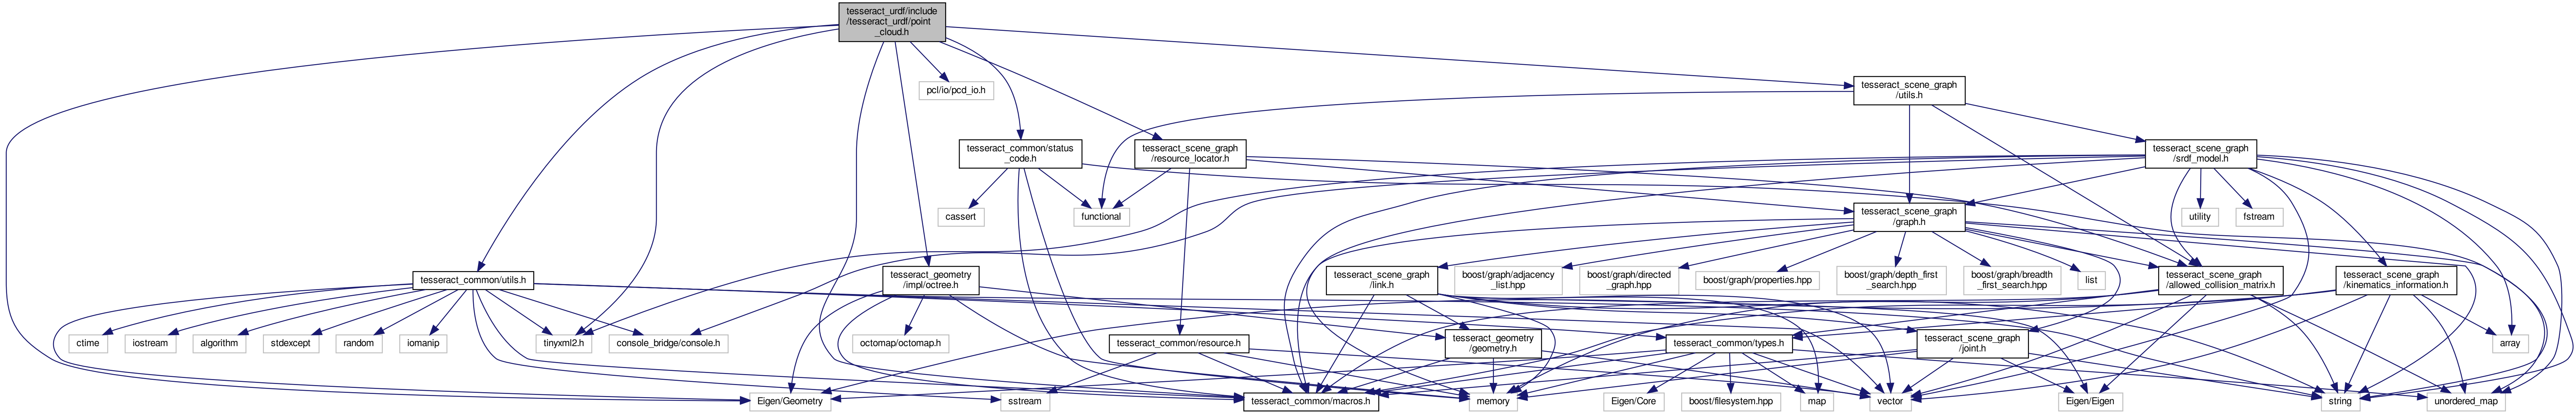 tesseract_urdf/include
/tesseract_urdf/point
_cloud.h
pcl/io/pcd_io.h
tesseract_scene_graph
/utils.h
tesseract_common/status
_code.h
tesseract_scene_graph
/resource_locator.h
tesseract_scene_graph
/srdf_model.h
cassert
functional
tesseract_scene_graph
/graph.h
utility
fstream
tesseract_common/utils.h
tesseract_geometry
/impl/octree.h
tesseract_scene_graph
/link.h
boost/graph/adjacency
_list.hpp
boost/graph/directed
_graph.hpp
boost/graph/properties.hpp
boost/graph/depth_first
_search.hpp
boost/graph/breadth
_first_search.hpp
list
tesseract_scene_graph
/allowed_collision_matrix.h
tesseract_scene_graph
/kinematics_information.h
ctime
iostream
algorithm
stdexcept
random
iomanip
tinyxml2.h
console_bridge/console.h
octomap/octomap.h
tesseract_common/resource.h
tesseract_geometry
/geometry.h
tesseract_common/types.h
tesseract_scene_graph
/joint.h
array
Eigen/Geometry
sstream
tesseract_common/macros.h
memory
Eigen/Core
boost/filesystem.hpp
map
vector
Eigen/Eigen
string
unordered_map